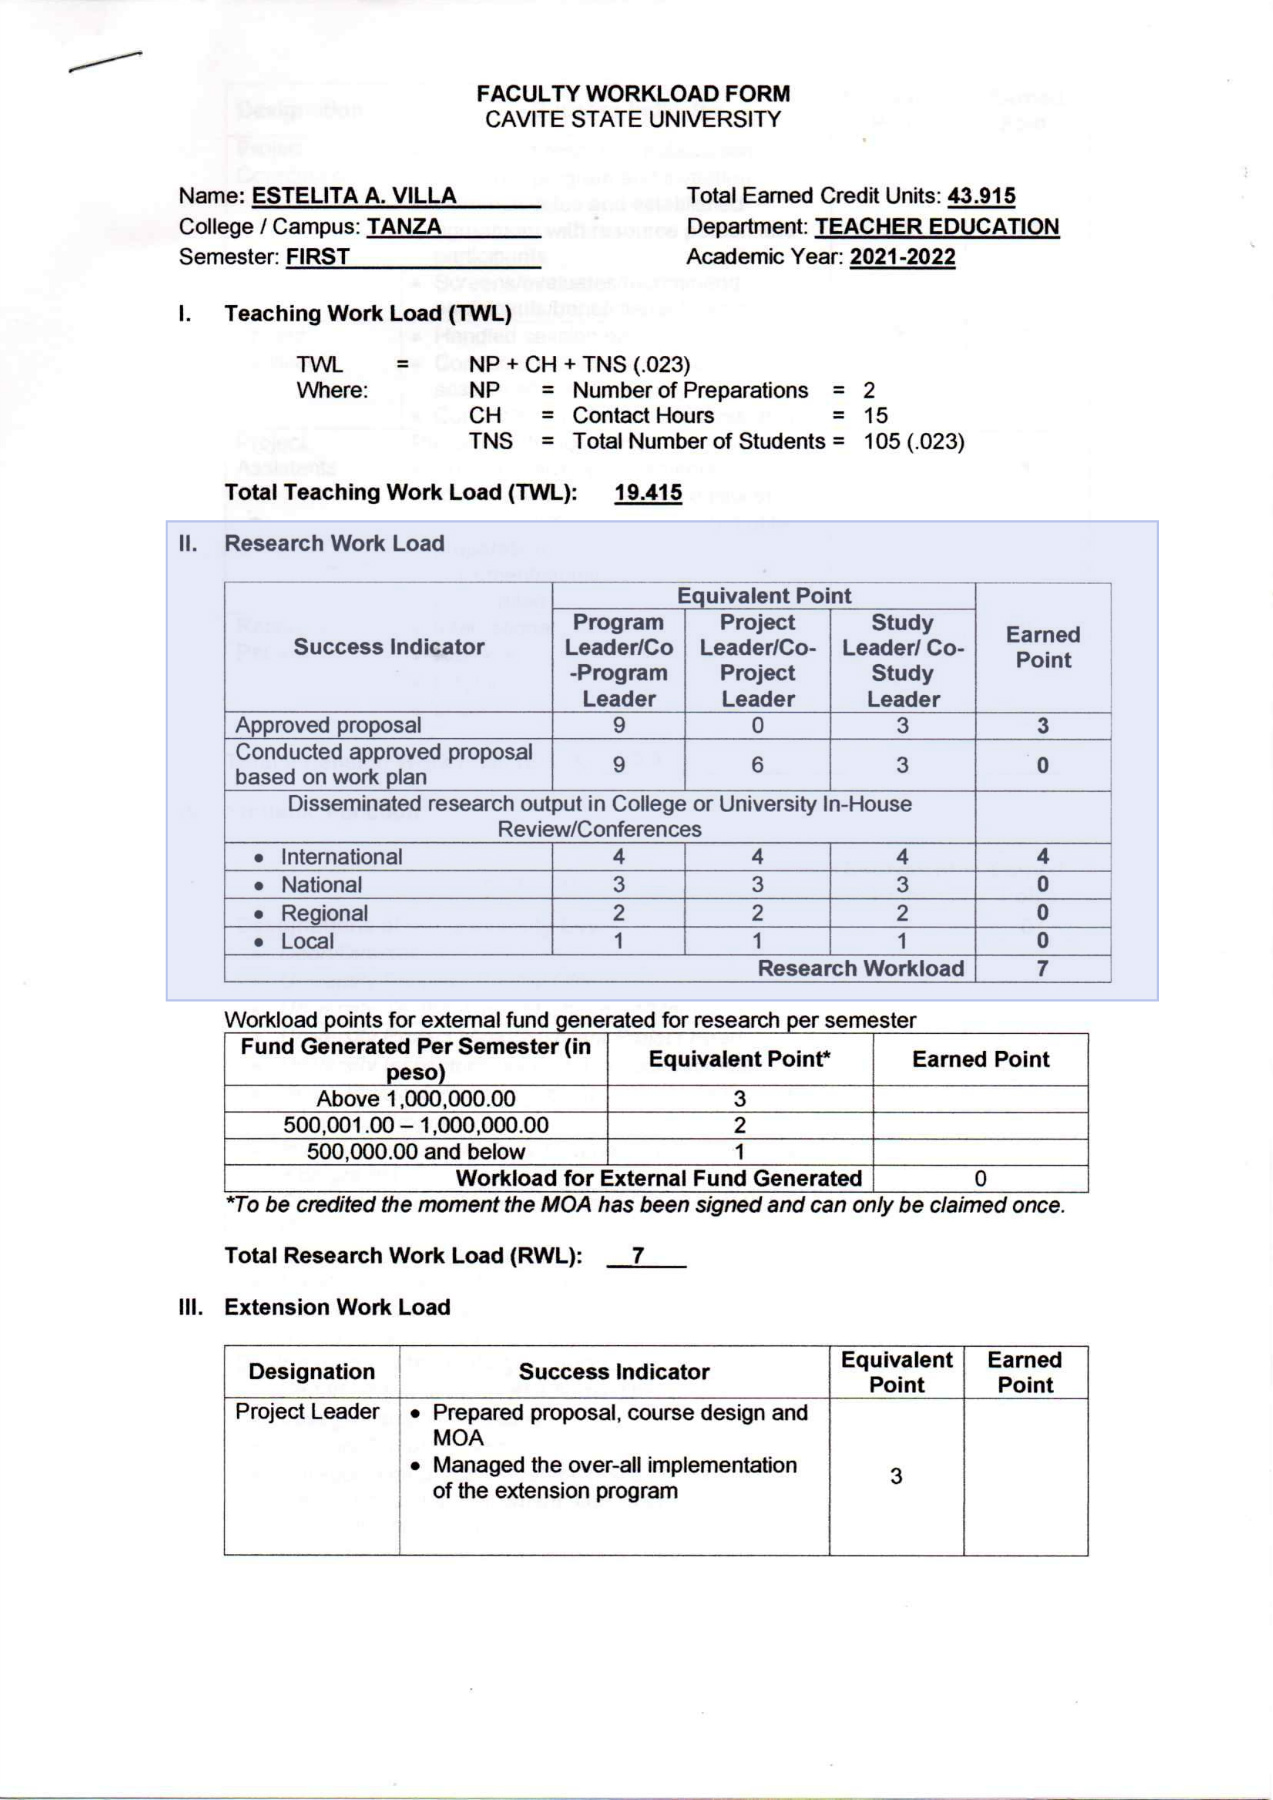 FACULTY WORKLOAD FORM
CAVITE STATE UNIVERSITY
Name: ESTELITA A. VILLA Total Earned Credit Units: 43.915
College / Campus: TANZA Department: TEACHER EDUCATION
Semester: FIRST Academic Year: 2021-2022
I. Teaching Work Load (TWL)
TWL = NP + CH + TNS (.023)
Where: NP = Number of Preparations = 2
CH = Contact Hours = 15
TNS = Total Number of Students = 105 (.023)
Total Teaching Work Load (TWL): 19.415
II. Research Work Load
Success Indicator
Equivalent Point
Program
Leader/Co
-Program
Leader
Project
Leader/Co-
Project
Leader
Study
Leader/ Co-
Study
Leader
Earned
Point
Approved proposal 9 0 3 3
Conducted approved proposal
based on work plan 9 6 3 0
Disseminated research output in College or University In-House
Review/Conferences
• International 4 4 4 4
• National 3 3 3 0
• Regional 2 2 2 0
• Local 1 1 1 0
Research Workload 7
Workload points for external fund generated for research per semester
Fund Generated Per Semester (in
peso)
Equivalent Point* Earned Point
Above 1,000,000.00 3
500,001.00 – 1,000,000.00 2
500,000.00 and below 1
Workload for External Fund Generated 0
*To be credited the moment the MOA has been signed and can only be claimed once.
Total Research Work Load (RWL): 7
III. Extension Work Load
Designation Success Indicator
Equivalent
Point
Earned
Point
Project Leader • Prepared proposal, course design and
MOA
• Managed the over-all implementation
of the extension program
3